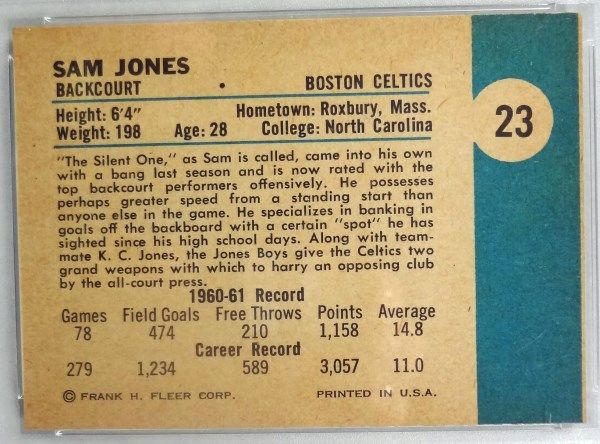 SAM JONES
BACKCOURT • BOSTON CELTICS
Height: 6'4" Hometown: Roxbury, Mass.
Weight: 198 Age: 28 College: North Carolina
23
"The Silent One," as Sam is called, came into his own
with a bang last season and is now rated with the
top backcourt performers offensively. He possesses
perhaps greater speed from a standing start than
anyone else in the game. He specializes in banking in
goals off the backboard with a certain "spot" he has
sighted since his high school days. Along with team-
mate K. C. Jones, the Jones Boys give the Celtics two
grand weapons with which to harry an opposing club
by the all-court press.
1960-61 Record
Games Field Goals Free Throws Points Average
78 474 210 1,158 14.8
Career Record
279 1,234 589 3,057 11.0
© FRANK H. FLEER CORP. PRINTED IN U.S.A.